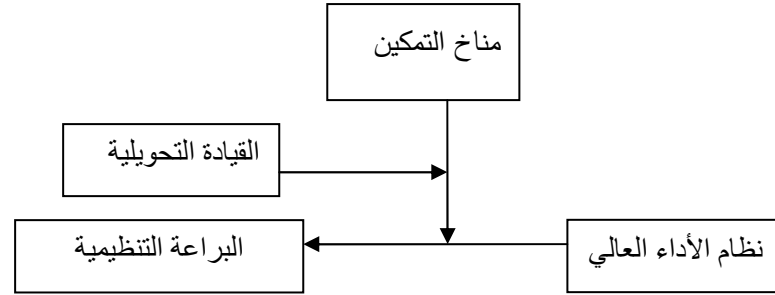 مناخ التمكين
القيادة التحويلية
نظام الأداء العالي
البراعة التنظيمية